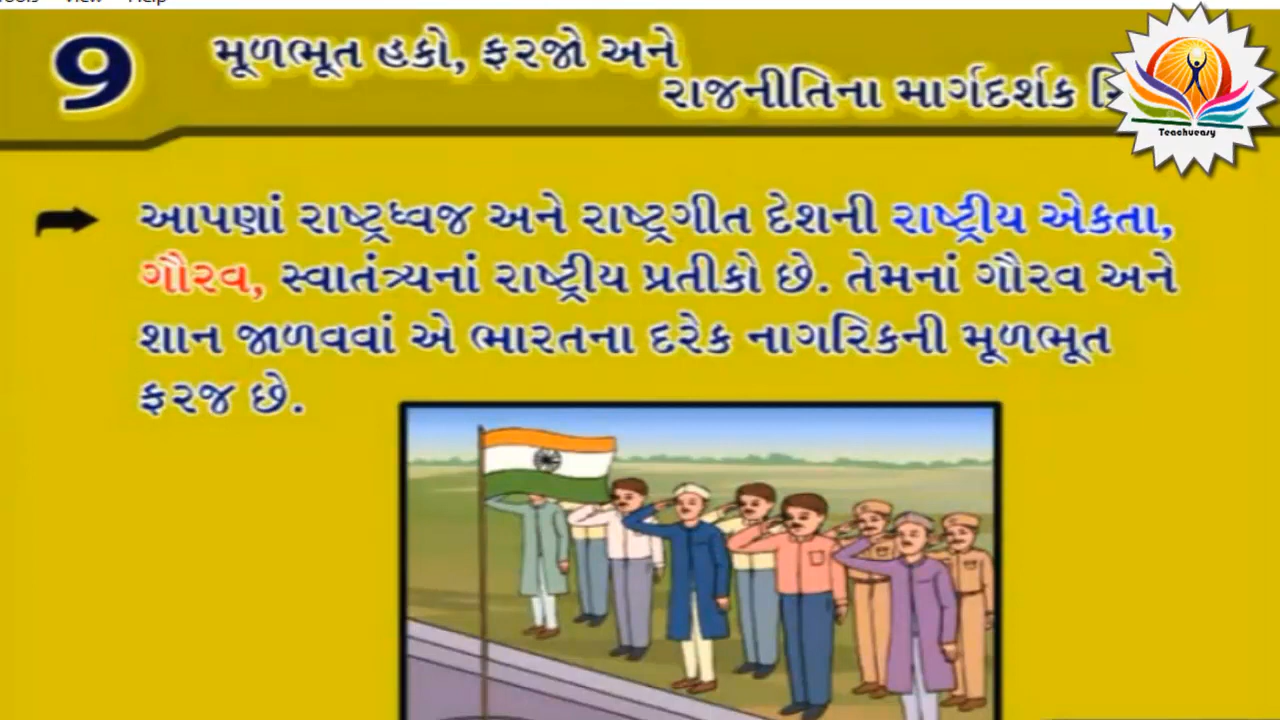 9
મૂળભૂત હકો, ફરજો અને
રાજનીતિના માર્ગદર્શક
Teachueasy
આપણાં રાષ્ટ્રધ્વજ અને રાષ્ટ્રગીત દેશની રાષ્ટ્રીય એકતા,
ગૌરવ, સ્વાતંત્ર્યનાં રાષ્ટ્રીય પ્રતીકો છે. તેમનાં ગૌરવ અને
શાન જાળવવાં એ ભારતના દરેક નાગરિકની મૂળભૂત
ફરજ છે.